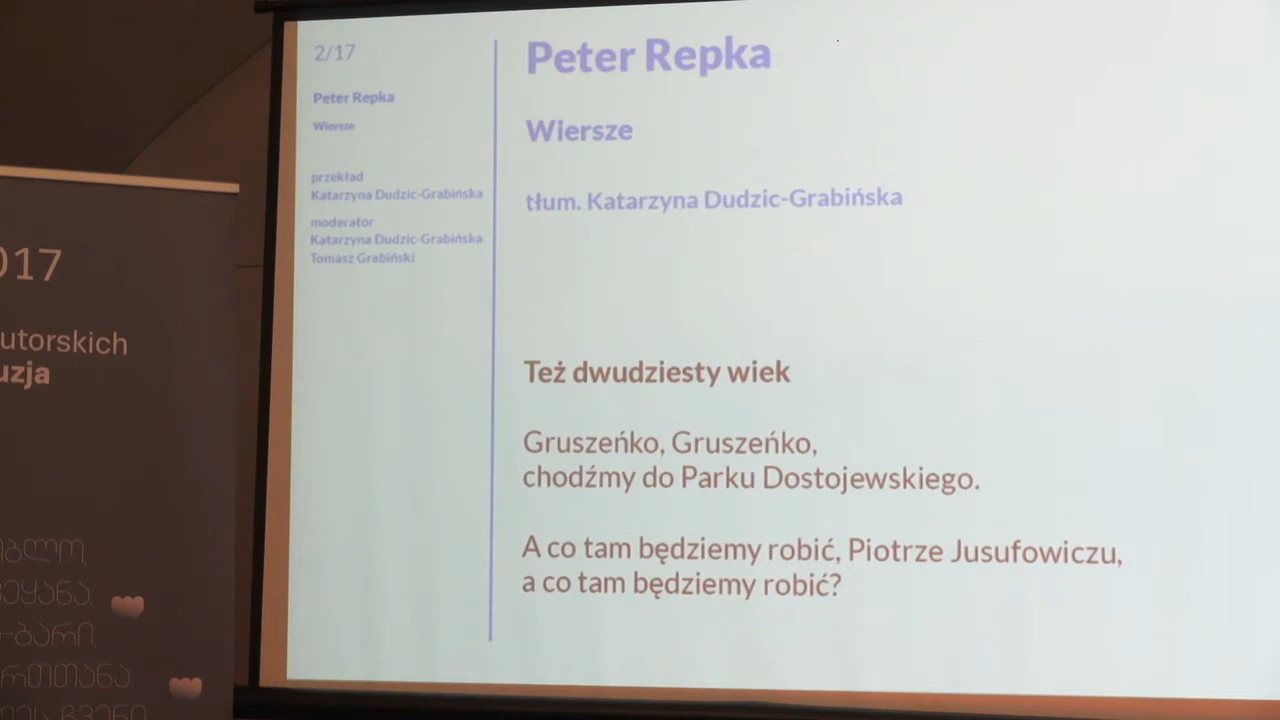 2/17
Peter Repka
Wiersze
przekład
Katarzyna Dudzic-Grabińska
moderator
Katarzyna Dudzic-Grabińska
Tomasz Grabiński
Peter Repka
Wiersze
tłum. Katarzyna Dudzic-Grabińska
Też dwudziesty wiek
Gruszeńko, Gruszeńko,
chodźmy do Parku Dostojewskiego.
A co tam będziemy robić, Piotrze Jusufowiczu,
a co tam będziemy robić?
017
utorskich
uzja